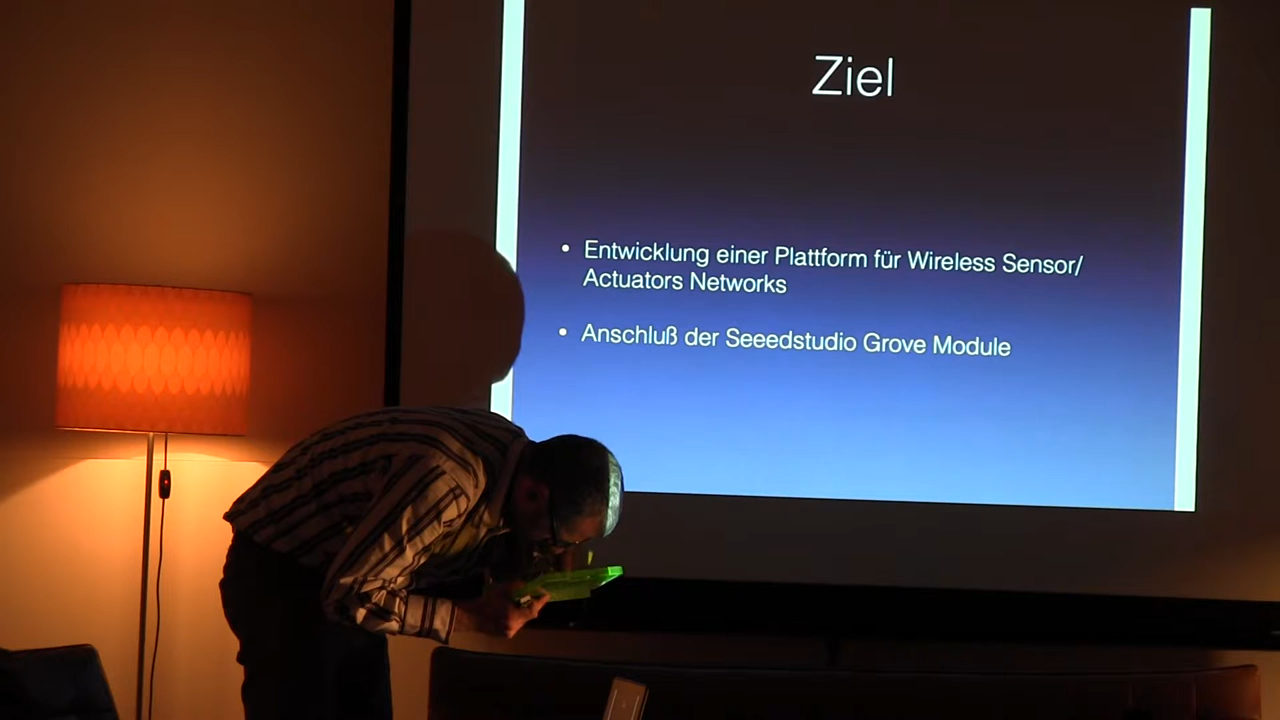 Ziel
• Entwicklung einer Plattform für Wireless Sensor/
Actuators Networks
• Anschluß der Seeedstudio Grove Module